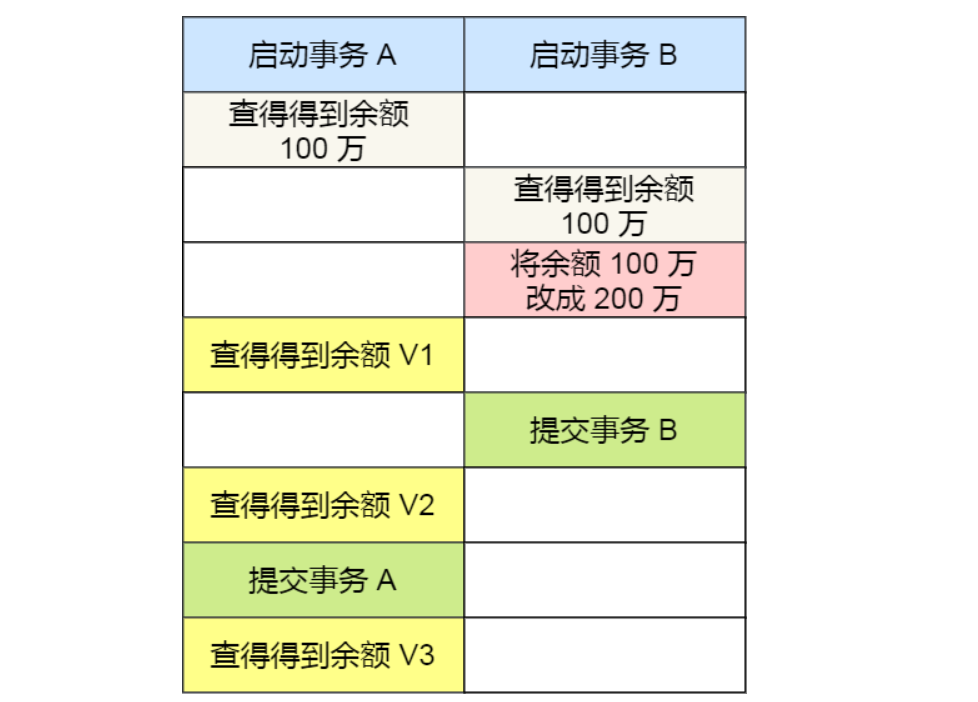 启动事务 A
启动事务 B
查得得到余额
100 万
查得得到余额
100 万
将余额 100 万
改成 200 万
查得得到余额 V1
提交事务 B
查得得到余额 V2
提交事务 A
查得得到余额 V3